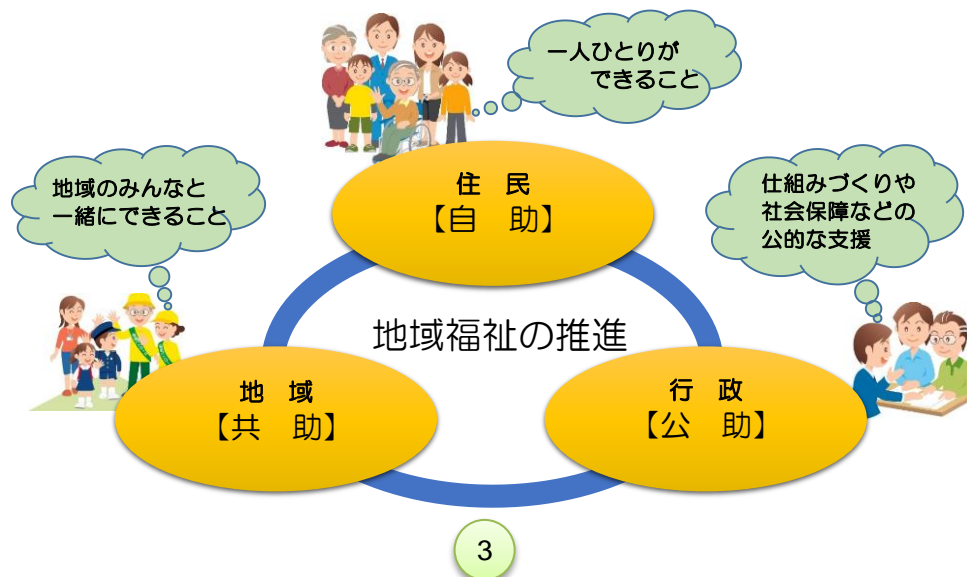 一人ひとりが
できること
住　民
【自　助】
地域のみんなと
一緒にできること
仕組みづくりや
社会保障などの
公的な支援
地域福祉の推進
地　域
【共　助】
行　政
【公　助】
3